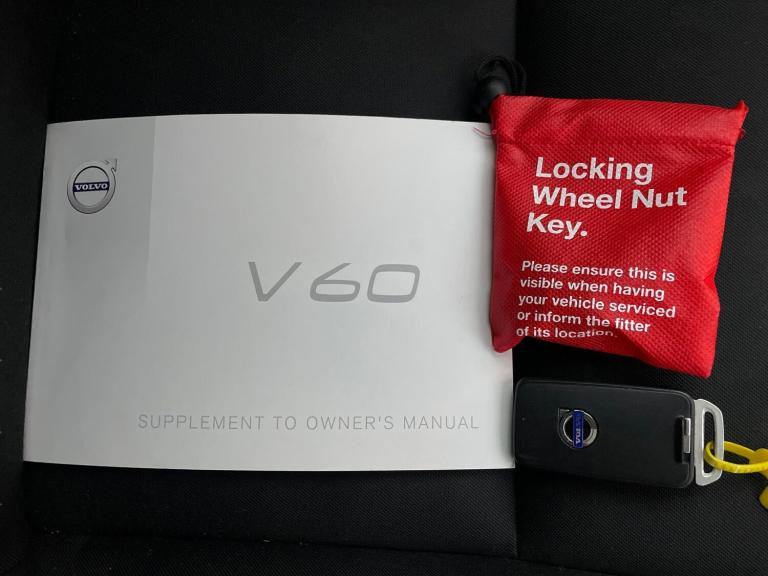 VOLVO
V60
SUPPLEMENT TO OWNER'S MANUAL
Locking
Wheel Nut
Key.
Please ensure this is
visible when having
your vehicle serviced
or inform the fitter
of its location.
VOLVO